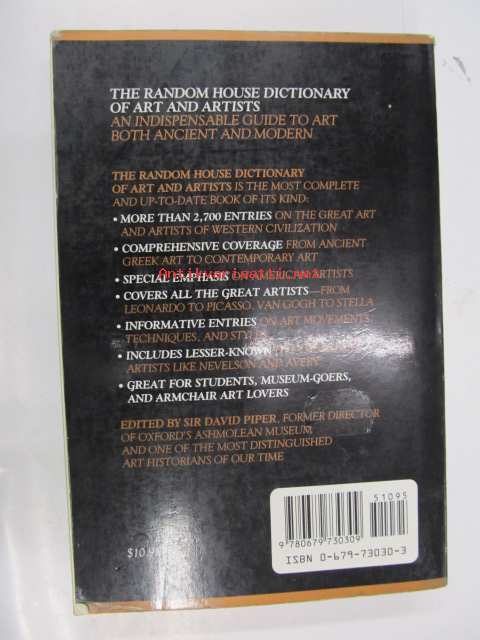 THE RANDOM HOUSE DICTIONARY
OF ART AND ARTISTS
AN INDISPENSABLE GUIDE TO ART
BOTH ANCIENT AND MODERN
THE RANDOM HOUSE DICTIONARY
OF ART AND ARTISTS IS THE MOST COMPLETE
AND UP-TO-DATE BOOK OF ITS KIND:
• MORE THAN 2,700 ENTRIES ON THE GREAT ART
AND ARTISTS OF WESTERN CIVILIZATION
• COMPREHENSIVE COVERAGE FROM ANCIENT
GREEK ART TO CONTEMPORARY ART
• SPECIAL EMPHASIS ON AMERICAN ARTISTS
• COVERS ALL THE GREAT ARTISTS—FROM
LEONARDO TO PICASSO, VAN GOGH TO STELLA
• INFORMATIVE ENTRIES ON ART MOVEMENTS,
TECHNIQUES, AND
• INCLUDES LESSER-KNOWN
ARTISTS LIKE NEVELSON AND AVERY
• GREAT FOR STUDENTS, MUSEUM-GOERS,
AND ARMCHAIR ART LOVERS
EDITED BY SIR DAVID PIPER, FORMER DIRECTOR
OF OXFORD'S ASHMOLEAN MUSEUM,
AND ONE OF THE MOST DISTINGUISHED
ART HISTORIANS OF OUR TIME
51095
9 780679 730309
ISBN 0-679-73030-3